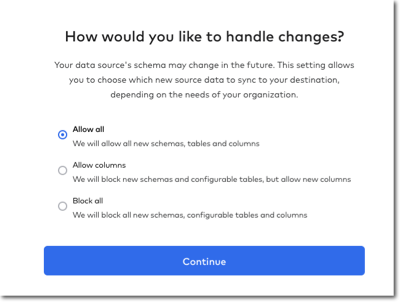 How would you like to handle changes?
Your data source's schema may change in the future. This setting allows
you to choose which new source data to sync to your destination,
depending on the needs of your organization.
Allow all
We will allow all new schemas, tables and columns
Allow columns
We will block new schemas and configurable tables, but allow new columns
Block all
We will block all new schemas, configurable tables and columns
Continue